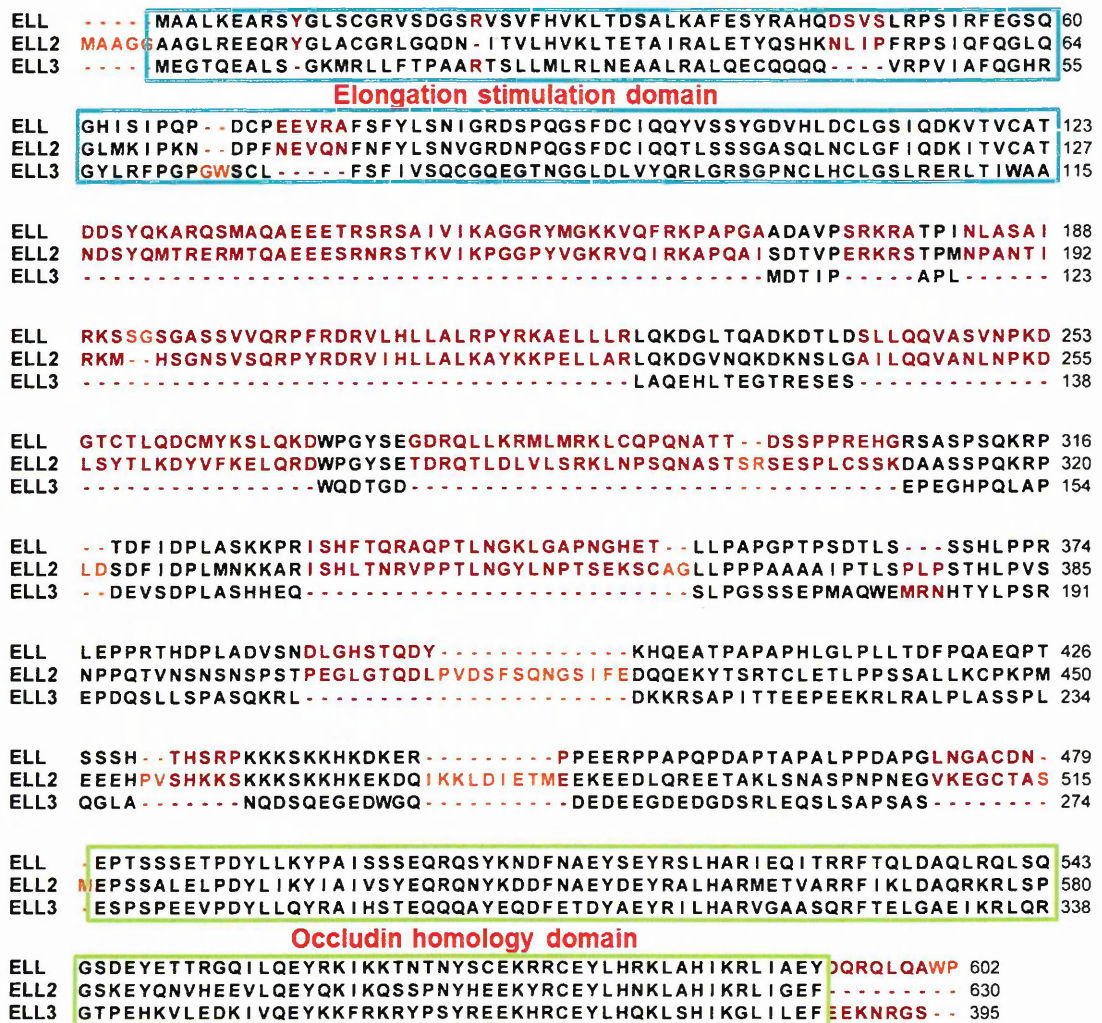 ELL - - - - MAALKEARSYGLSCGRVSDGSRVSVFHVKLTDSALKAFESYRAHQDSVSLRPSIRFEGSQ 60
ELL2 MAAGGAAGLREEQRYGLACGRLGQDN-ITVLHVKLTETAIRALETYQSHKNLIPFRPSIQFQGLQ 64
ELL3 - - - - MEGTQEALS-GKMRLLFTPAARTSLLMLRLNEAALRALQECQQQQ----VRPVIAFQGHR 55
Elongation stimulation domain
ELL GHISIPQP--DCPEEVRAFSFYLSNIGRDSPQGSFDCIQQYVSSYGDVHLDCLGSIQDKVTVCAT 123
ELL2 GLMKIPKN--DPFNEVQNFNFYLSNVGRDNPQGSFDCIQQTLSSSGASQLNCLGFIQDKITVCAT 127
ELL3 GYLRFPGPGWSCL-----FSFIVSQCGQEGTNGGLDLVYQRLGRSGPNCLHCLGSLRERLTIWAA 115
ELL DDSYQKARQSMAQAEEETRSRSAIVIKAGGRYMGKKVQFRKPAPGAADAVPSRKRATPINLASAI 188
ELL2 NDSYQMTRERMTQAEEESRNRSTKVIKPGGPYVGKRVQIRKAPQAISDTVPERKRSTPMNPANTI 192
ELL3 ----------------------------------------------MDTIP-----APL------ 123
ELL RKSSGSGASSVVQRPFRDRVLHLLALRPYRKAELLLRLQKDGLTQADKDTLDSLLQQVASVNPKD 253
ELL2 RKM--HSGNSVSQRPYRDRVIHLLALKAYKKPELLARLQKDGVNQKDKNSLGAILQQVANLNPKD 255
ELL3 -------------------------------------LAQEHLTEGTRESES------------- 138
ELL GTCTLQDCMYKSLQKDWPGYSEGDRQLLKRMLMRKLCQPQNATT--DSSPPREHGRSASPSQKRP 316
ELL2 LSYTLKDYVFKELQRDWPGYSETDRQTLDLVLSRKLNPSQNASTSRSESPLCSSKDAASSPQKRP 320
ELL3 ----------------WQDTGD---------------------------------EPEGHPQLAP 154
ELL --TDFIDPLASKKPRISHFTQRAQPTLNGKLGAPNGHET--LLPAPGPTPSDTLS---SSHLPPR 374
ELL2 LDSDFIDPLMNKKARISHLTNRVPPTLNGYLNPTSEKSCAGLLPPPAAAAIPTLSPLPSTHLPVS 385
ELL3 --DEVSDPLASHHEQ--------------------------SLPGSSSEPMAQWEMRNHTYLPSR 191
ELL LEPPRTHDPLADVSNDLGHSTQDY-------------KHQEATPAPAPHLGLPLLTDFPQAEQPT 426
ELL2 NPPQTVNSNSNSPSTPEGLGTQDLPVDSFSQNGSIFEDQQEKYTSRTCLETLPPSSALLKCPKPM 450
ELL3 EPDQSLLSPASQKRL----------------------DKKRSAPITTEEPEEKRLRALPLASSPL 234
ELL SSSH--THSRPKKKSKKHKDKER---------PPEERPPAPQPDAPTAPALPPDAPGLNGACDN- 479
ELL2 EEEHPVSHKKSKKKSKKHKEKDQIKKLDIETMEEKEEDLQREETAKLSNASPNPNEGVKEGCTAS 515
ELL3 QGLA-------NQDSQEGEDWGQ---------DEDEEGDEDGDSRLEQSLSAPSAS-------- 274
ELL -EPTSSSETPDYLLKYPAISSSEQRQSYKNDFNAEYSEYRSLHARIEQITRRFTQLDAQLRQLSQ 543
ELL2 MEPSSALELPDYLIKYIAIVSYEQRQNYKDDFNAEYDEYRALHARMETVARRFIKLDAQRKRLSP 580
ELL3 -ESPSPEEVPDYLLQYRAIHSTEQQQAYEQDFETDYAEYRILHARVGAASQRFTELGAEIKRLQR 338
Occludin homology domain
ELL GSDEYETTRGQILQEYRKIKKTNTNYSCEKRRCEYLHRKLAHIKRLIAEYDQRQLQAWP 602
ELL2 GSKEYQNVHEEVLQEYQKIKQSSPNYHEEKYRCEYLHNKLAHIKRLIGEF--------- 630
ELL3 GTPEHKVLEDKIVQEYKKFRKRYPSYREEKHRCEYLHQKLSHIKGLILEFEEKNRGS-- 395